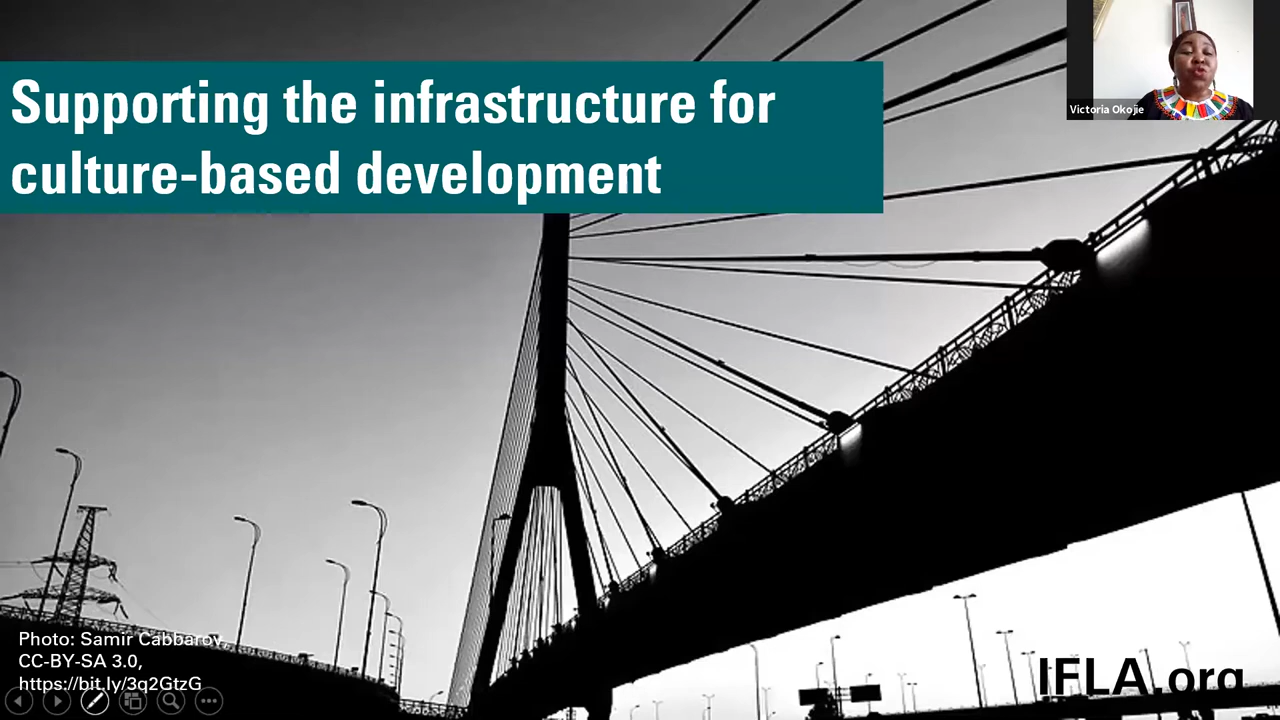 Supporting the infrastructure for
culture-based development
Victoria Okojie
Photo: Samir Cabbarov,
CC-BY-SA 3.0,
https://bit.ly/3q2GtzG
IFLA.org